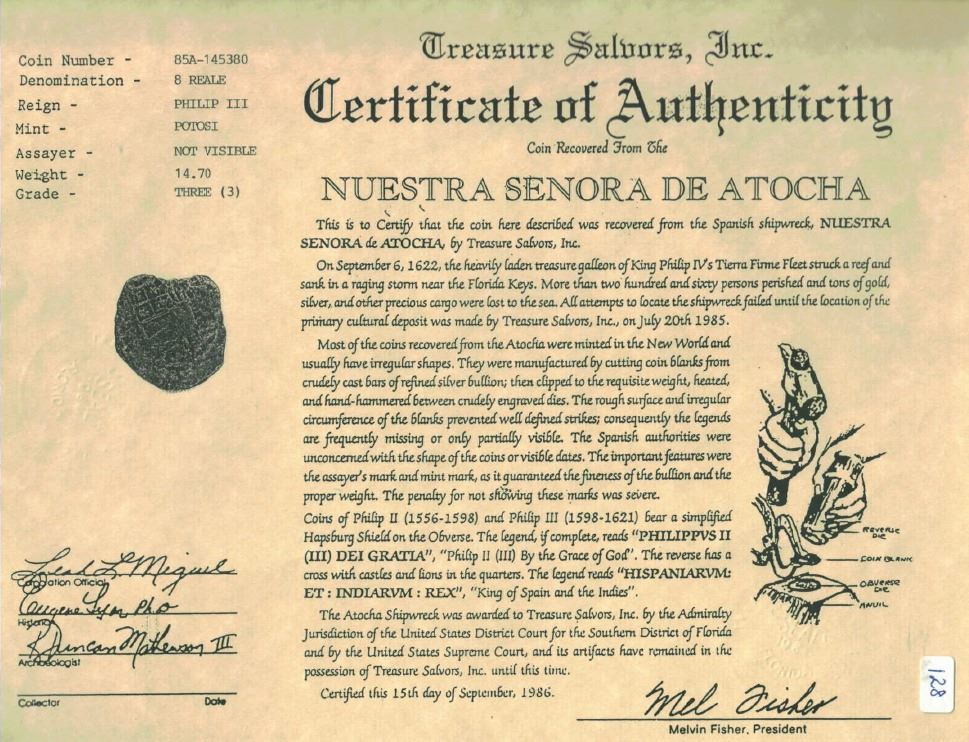 Coin Number - 85A-145380
Denomination - 8 REALE
Reign - PHILIP III
Mint - POTOSI
Assayer - NOT VISIBLE
Weight - 14.70
Grade - THREE (3)
Treasure Salvors, Inc.
Certificate of Authenticity
Coin Recovered From The
NUESTRA SENORA DE ATOCHA
This is to Certify that the coin here described was recovered from the Spanish shipwreck, NUESTRA
SENORA de ATOCHA, by Treasure Salvors, Inc.
On September 6, 1622, the heavily laden treasure galleon of King Philip IV's Tierra Firme Fleet struck a reef and
sank in a raging storm near the Florida Keys. More than two hundred and sixty persons perished and tons of gold,
silver, and other precious cargo were lost to the sea. All attempts to locate the shipwreck failed until the location of the
primary cultural deposit was made by Treasure Salvors, Inc., on July 20th 1985.
Most of the coins recovered from the Atocha were minted in the New World and
usually have irregular shapes. They were manufactured by cutting coin blanks from
crudely cast bars of refined silver bullion; then clipped to the requisite weight, heated,
and hand-hammered between crudely engraved dies. The rough surface and irregular
circumference of the blanks prevented well defined strikes; consequently the legends
are frequently missing or only partially visible. The Spanish authorities were
unconcerned with the shape of the coins or visible dates. The important features were
the assayer's mark and mint mark, as it guaranteed the fineness of the bullion and the
proper weight. The penalty for not showing these marks was severe.
Coins of Philip II (1556-1598) and Philip III (1598-1621) bear a simplified
Hapsburg Shield on the Obverse. The legend, if complete, reads "PHILIPPVS II
(III) DEI GRATIA", "Philip II (III) By the Grace of God". The reverse has a
cross with castles and lions in the quarters. The legend reads "HISPANIARVM:
ET : INDIARVM : REX", "King of Spain and the Indies".
The Atocha Shipwreck was awarded to Treasure Salvors, Inc. by the Admiralty
Jurisdiction of the United States District Court for the Southern District of Florida
and by the United States Supreme Court, and its artifacts have remained in the
possession of Treasure Salvors, Inc. until this time.
Certified this 15th day of September, 1986.
REVERSE
DIE
COIN BLANK
OBVERSE
DIE
ANVIL
Leah L Miguel
Corporation Official
Eugene Lyon, PhD
Historian
R Duncan Mathewson III
Archaeologist
Collector Date
Mel Fisher
Melvin Fisher, President
128